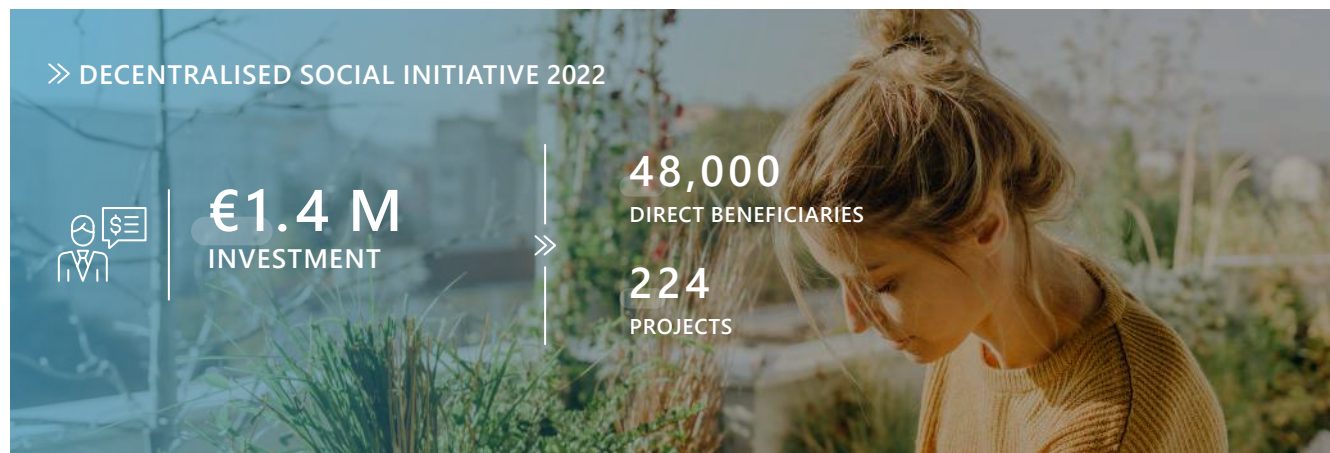 DECENTRALISED SOCIAL INITIATIVE 2022
€1.4 M
INVESTMENT
48,000
DIRECT BENEFICIARIES
224
PROJECTS